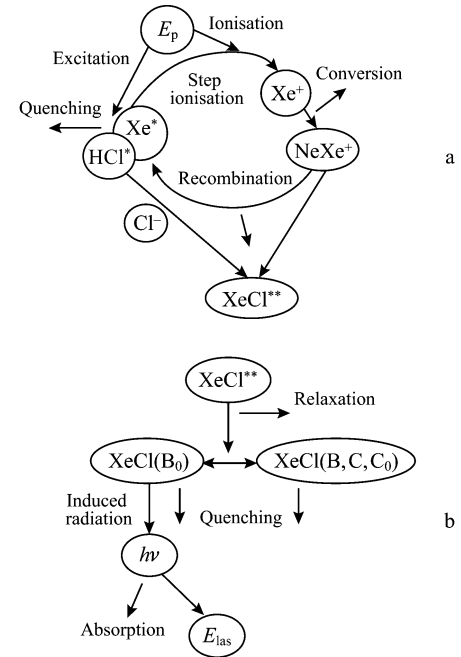 Ionisation
Eₚ
Excitation
Step
ionisation
Conversion
Xe⁺
Quenching
Xe*
HCl*
NeXe⁺
a
Recombination
Cl⁻
XeCl**
XeCl**
Relaxation
XeCl(B₀)
XeCl(B, C, C₀)
Induced
radiation
Quenching
b
hν
Absorption
Eₗₐₛ